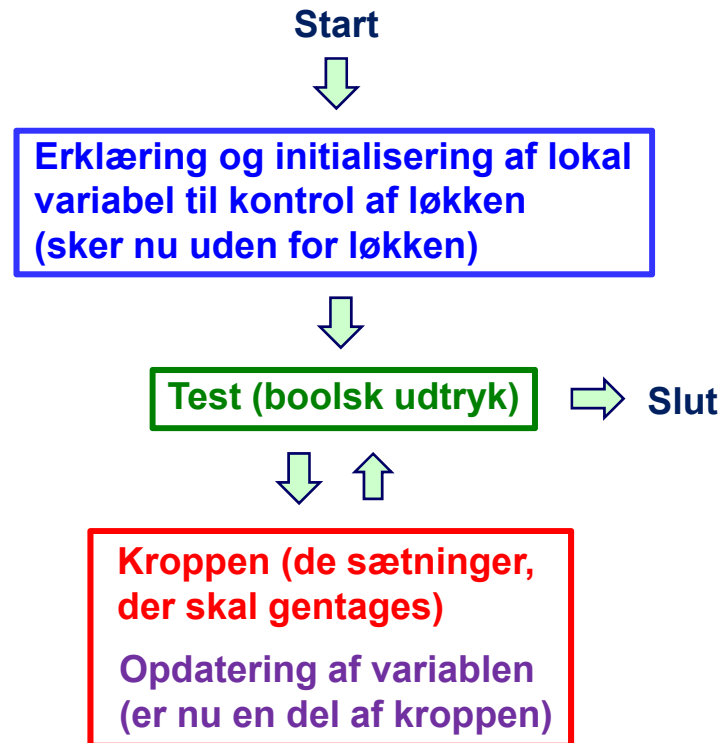 Start
Erklæring og initialisering af lokal
variabel til kontrol af løkken
(sker nu uden for løkken)
Test (boolsk udtryk)
Slut
Kroppen (de sætninger,
der skal gentages)
Opdatering af variablen
(er nu en del af kroppen)